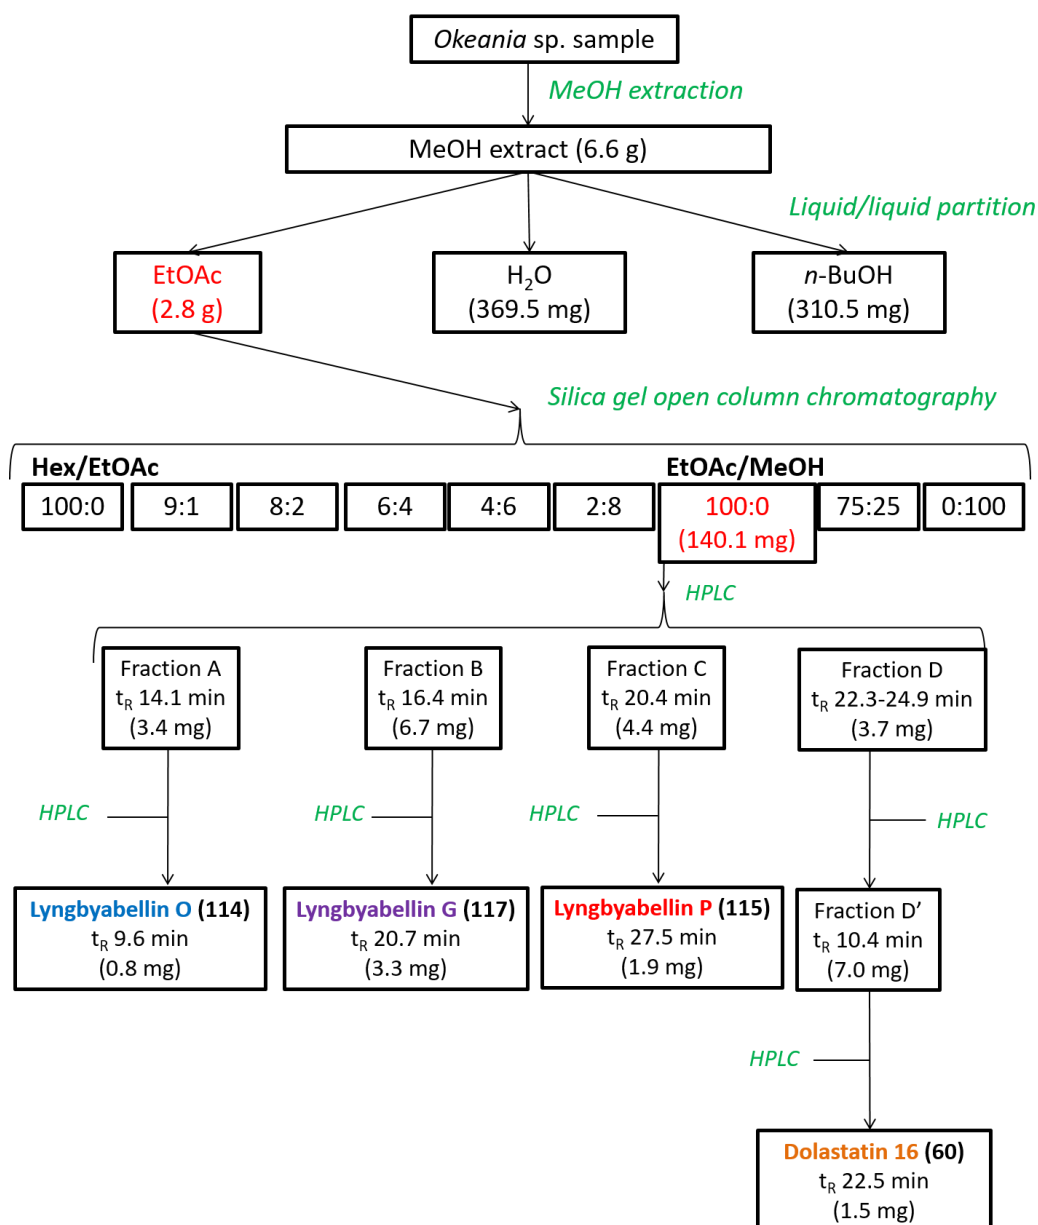 Okeania sp. sample
MeOH extraction
MeOH extract (6.6 g)
Liquid/liquid partition
EtOAc
(2.8 g)
H₂O
(369.5 mg)
n-BuOH
(310.5 mg)
Silica gel open column chromatography
Hex/EtOAc
EtOAc/MeOH
100:0
9:1
8:2
6:4
4:6
2:8
100:0
(140.1 mg)
75:25
0:100
HPLC
Fraction A
tR 14.1 min
(3.4 mg)
Fraction B
tR 16.4 min
(6.7 mg)
Fraction C
tR 20.4 min
(4.4 mg)
Fraction D
tR 22.3-24.9 min
(3.7 mg)
HPLC
HPLC
HPLC
HPLC
Lyngbyabellin O (114)
tR 9.6 min
(0.8 mg)
Lyngbyabellin G (117)
tR 20.7 min
(3.3 mg)
Lyngbyabellin P (115)
tR 27.5 min
(1.9 mg)
Fraction D’
tR 10.4 min
(7.0 mg)
HPLC
Dolastatin 16 (60)
tR 22.5 min
(1.5 mg)